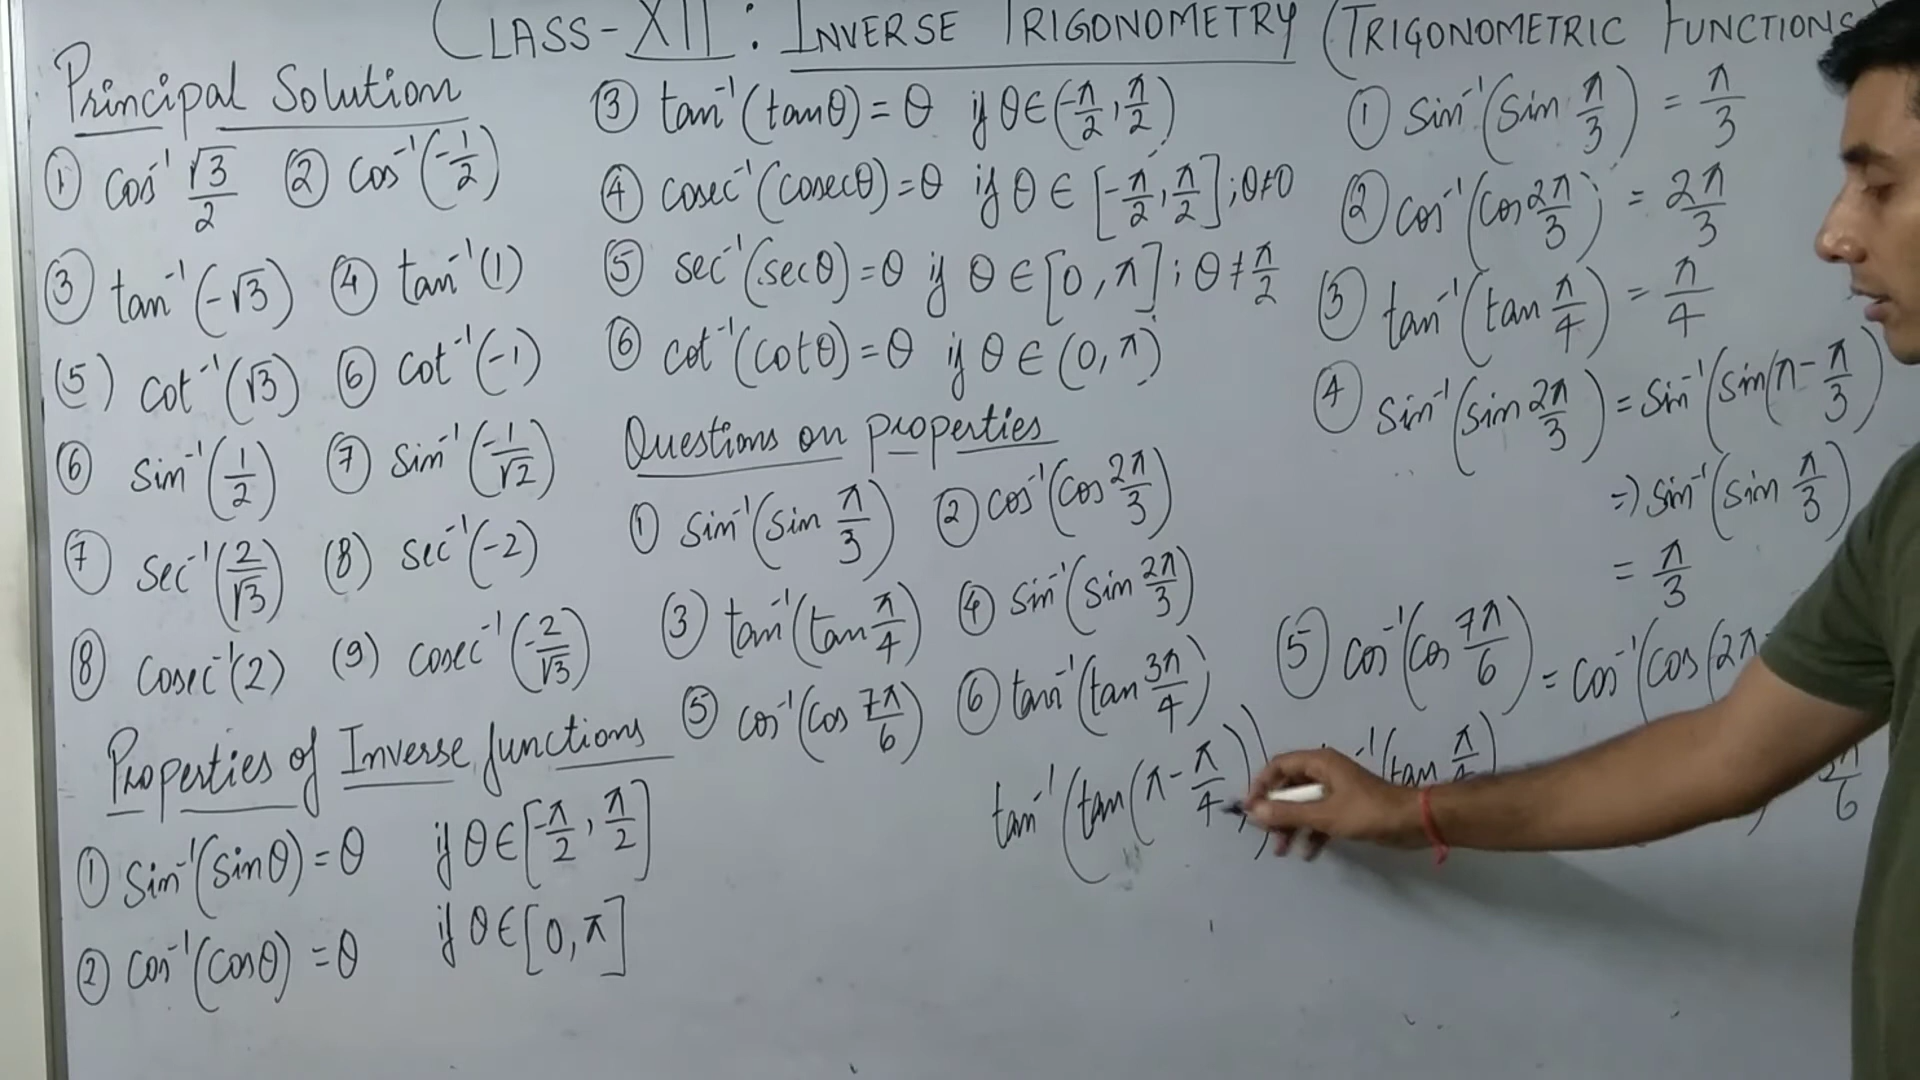 CLASS-XII : INVERSE TRIGONOMETRY (TRIGONOMETRIC FUNCTIONS
Principal Solution
① cos⁻¹ √3/2 ② cos⁻¹(-1/2)
③ tan⁻¹(-√3) ④ tan⁻¹(1)
(5) cot⁻¹(√3) ⑥ cot⁻¹(-1)
⑥ sin⁻¹(1/2) ⑦ sin⁻¹(-1/√2)
⑦ sec⁻¹(2/√3) (8) sec⁻¹(-2)
⑧ cosec⁻¹(2) (9) cosec⁻¹(-2/√3)
Properties of Inverse functions
① sin⁻¹(sinθ) = θ if θ ∈ [-π/2, π/2]
② cos⁻¹(cosθ) = θ if θ ∈ [0, π]
③ tan⁻¹(tanθ) = θ if θ ∈ (-π/2, π/2)
④ cosec⁻¹(cosecθ) = θ if θ ∈ [-π/2, π/2] ; θ ≠ 0
⑤ sec⁻¹(secθ) = θ if θ ∈ [0, π] ; θ ≠ π/2
⑥ cot⁻¹(cotθ) = θ if θ ∈ (0, π)
Questions on properties
① sin⁻¹(sin π/3) ② cos⁻¹(cos 2π/3)
③ tan⁻¹(tan π/4) ④ sin⁻¹(sin 2π/3)
⑤ cos⁻¹(cos 7π/6) ⑥ tan⁻¹(tan 3π/4)
tan⁻¹(tan(π - π/4))
① sin⁻¹(sin π/3) = π/3
② cos⁻¹(cos 2π/3) = 2π/3
③ tan⁻¹(tan π/4) = π/4
④ sin⁻¹(sin 2π/3) = sin⁻¹(sin(π - π/3)
⇒ sin⁻¹(sin π/3)
= π/3
⑤ cos⁻¹(cos 7π/6) = cos⁻¹(cos(2π
⁻¹(tan π/4)